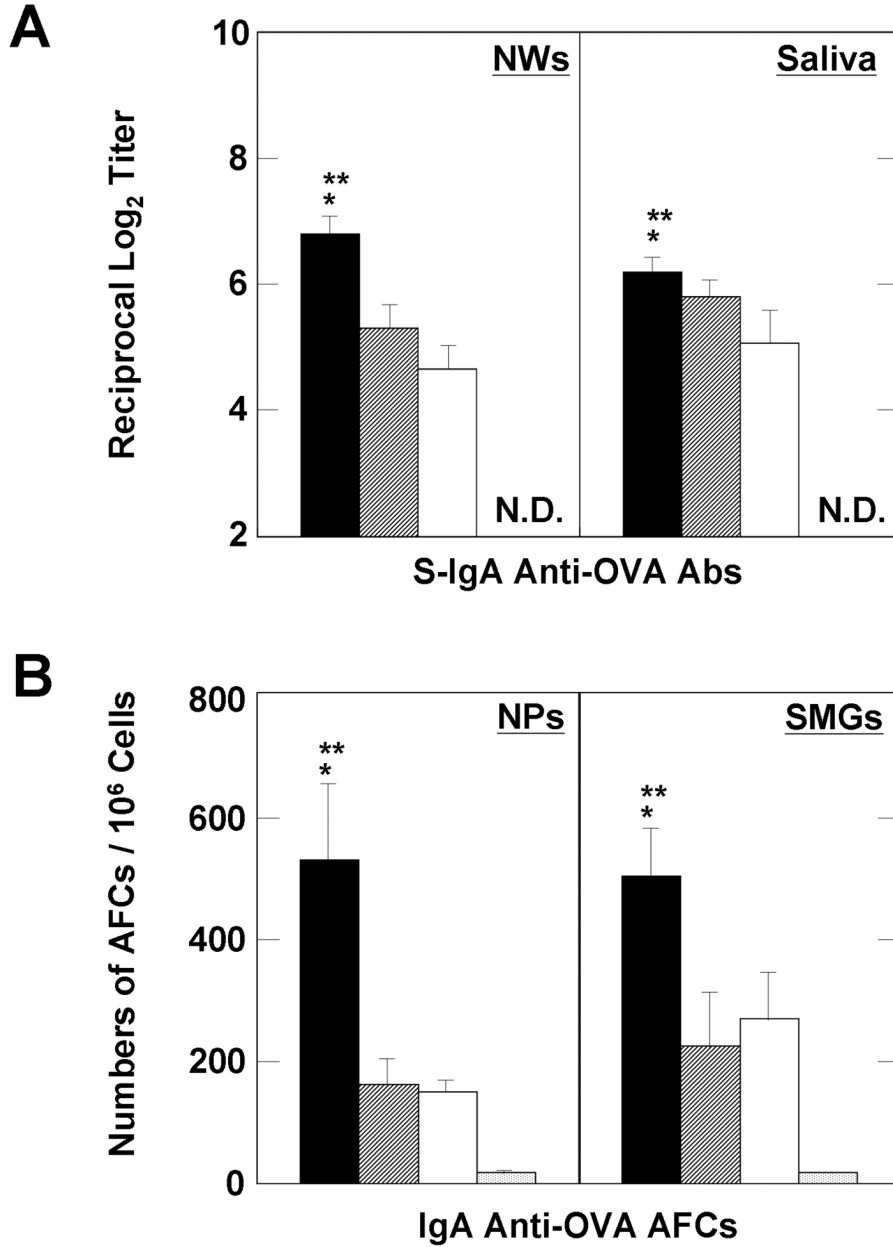 A
10
8
6
4
2
Reciprocal Log₂ Titer
NWs
**
*
N.D.
Saliva
**
*
N.D.
S-IgA Anti-OVA Abs
B
800
600
400
200
0
Numbers of AFCs / 10⁶ Cells
NPs
**
*
SMGs
**
*
IgA Anti-OVA AFCs